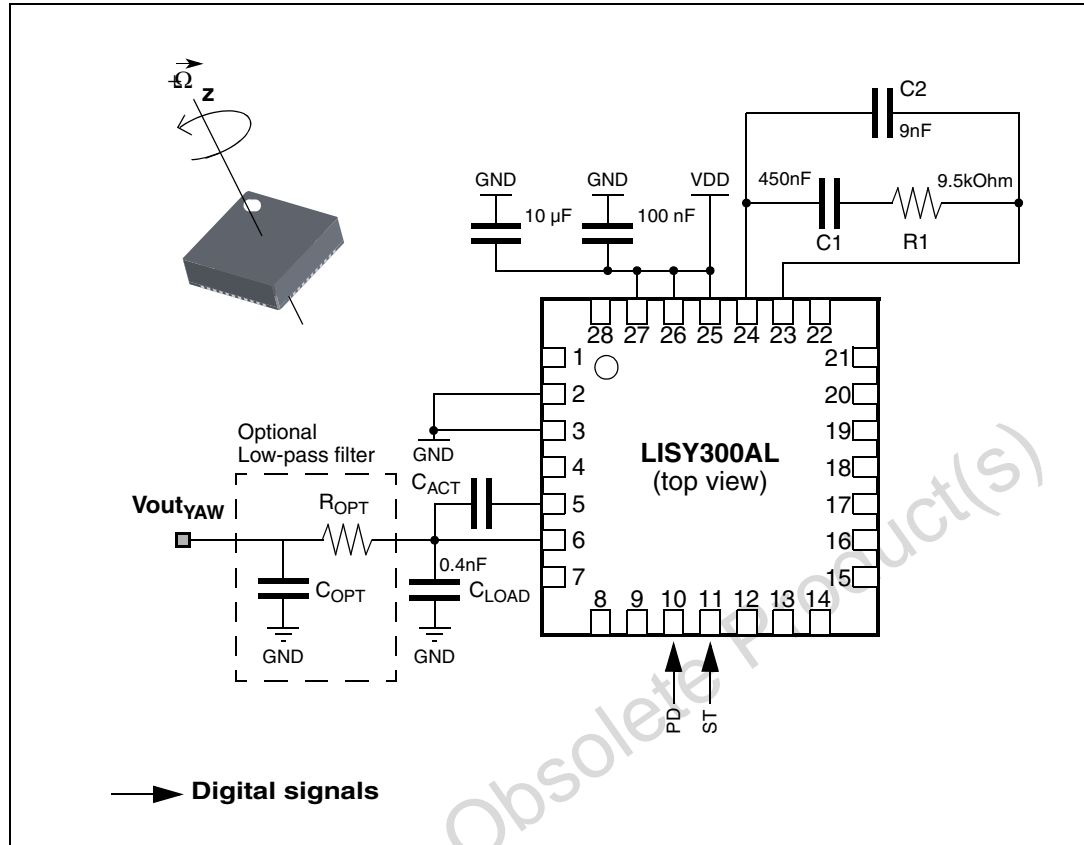 +Ω
z
C2
9nF
GND
GND
VDD
450nF
9.5kOhm
10 µF
100 nF
C1
R1
28 27 26 25 24 23 22
1
2
3
4
5
6
7
21
20
19
18
17
16
15
LISY300AL
(top view)
GND
Optional
Low-pass filter
CACT
VoutYAW
ROPT
0.4nF
COPT
CLOAD
GND
GND
8 9 10 11 12 13 14
PD
ST
Digital signals
Obsolete Product(s)